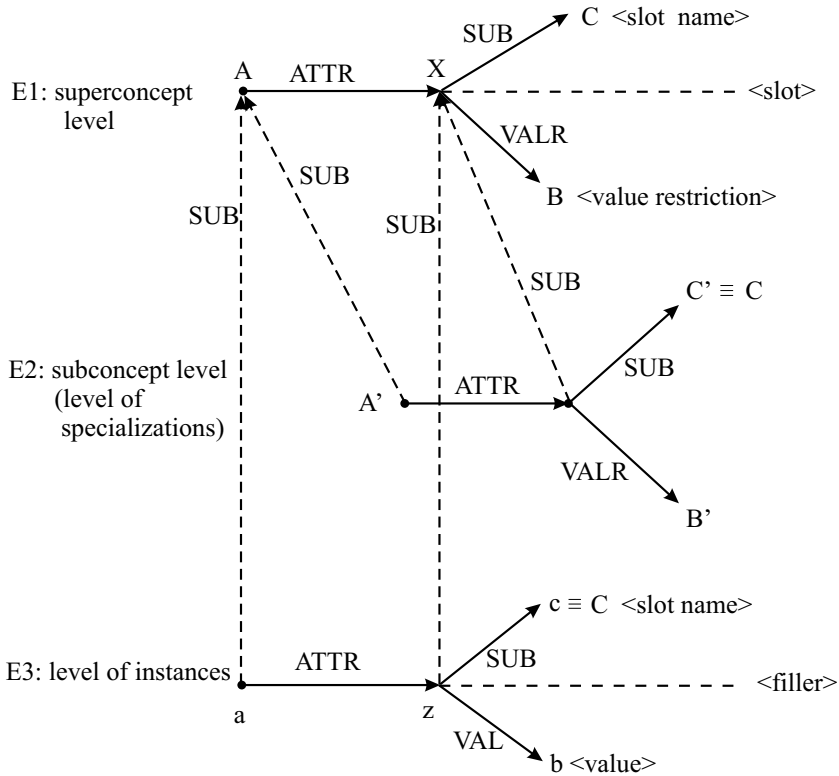 C <slot name>
SUB
A
ATTR
X
E1: superconcept
level
<slot>
VALR
SUB
B <value restriction>
SUB
SUB
SUB
C’ ≡ C
E2: subconcept level
(level of
specializations)
A’
ATTR
SUB
VALR
B’
c ≡ C <slot name>
E3: level of instances
ATTR
SUB
<filler>
a
z
VAL
b <value>